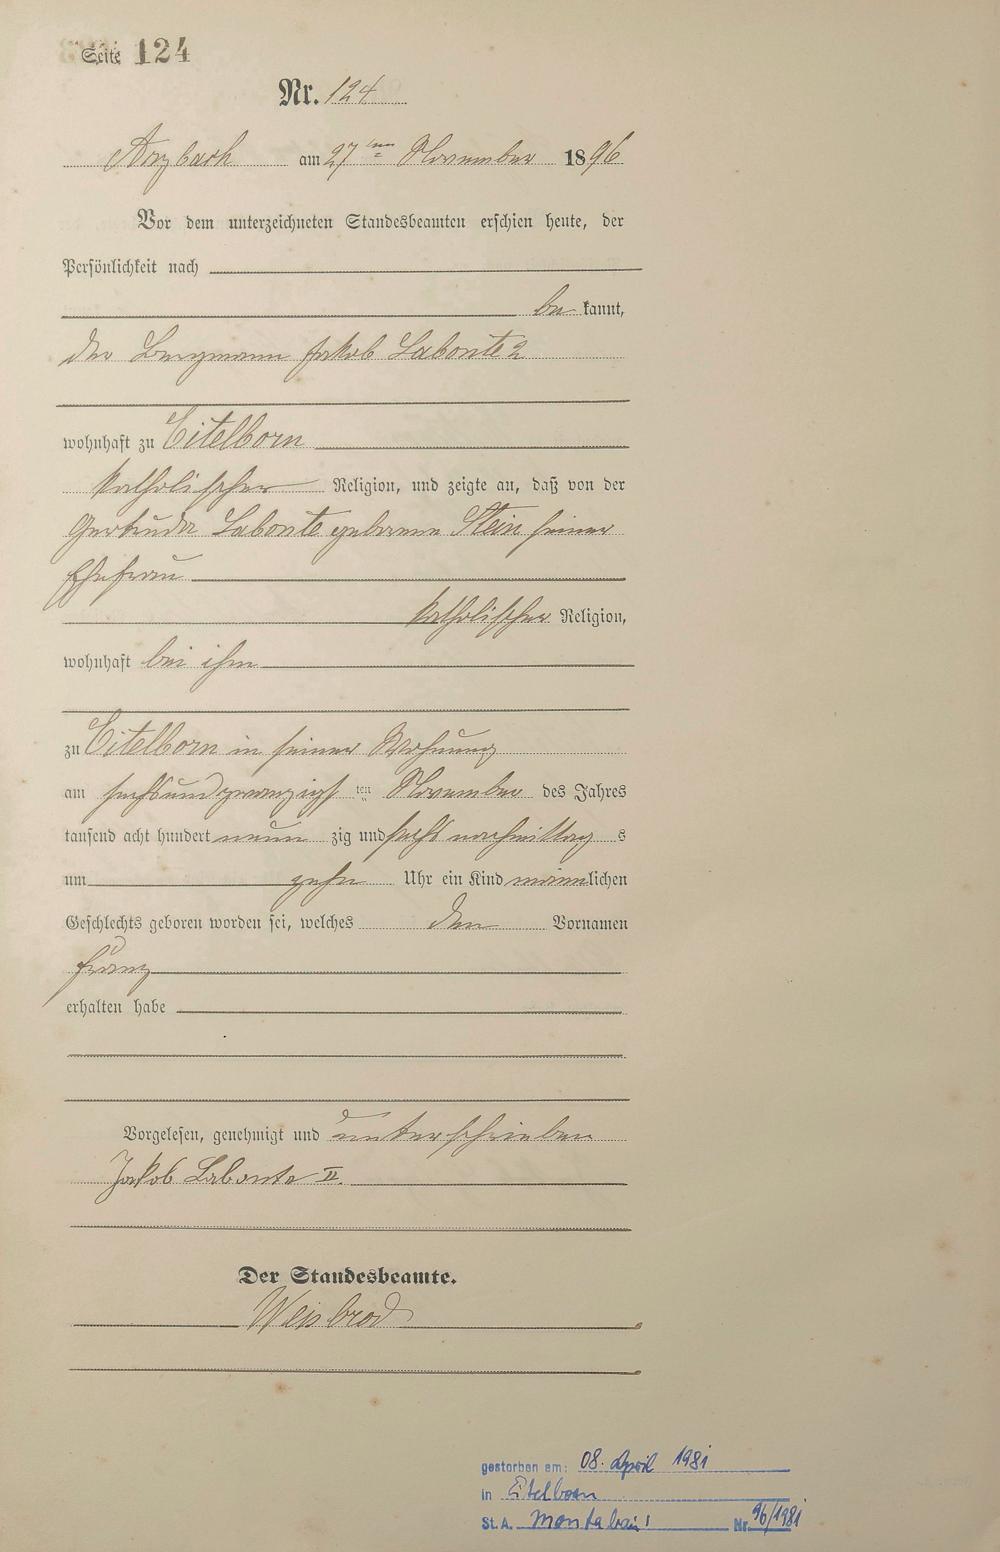 Seite 124
Nr. 124
Arzbach am 27ten November 1896
Vor dem unterzeichneten Standesbeamten erschien heute, der
Persönlichkeit nach
bekannt,
der Bergmann Jakob Labonte 2
wohnhaft zu Eitelborn
katholischer Religion, und zeigte an, daß von der
Gertruda Labonte geborene Stein seiner
Ehefrau
katholischer Religion,
wohnhaft bei ihm
zu Eitelborn in seiner Wohnung
am sechsundzwanzigsten November des Jahres
tausend acht hundert neunzig und sechs nachmittags
um zehn Uhr ein Kind männlichen
Geschlechts geboren worden sei, welches den Vornamen
Franz
erhalten habe
Vorgelesen, genehmigt und unterschrieben
Jakob Labonte II.
Der Standesbeamte.
Weisbrod
gestorben am: 08. April 1981
in Eitelborn
St. A. Montabaur Nr. 96/1981